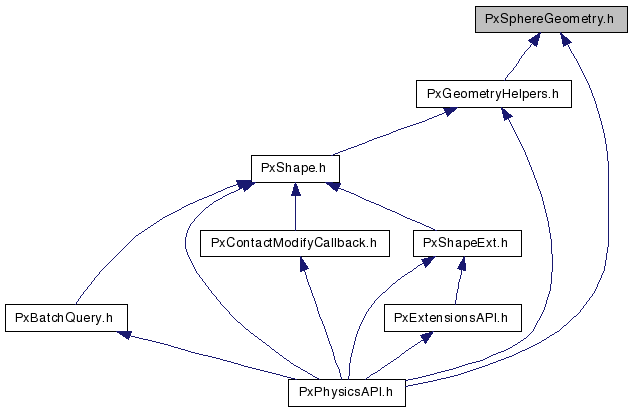 PxSphereGeometry.h
PxGeometryHelpers.h
PxShape.h
PxContactModifyCallback.h
PxShapeExt.h
PxBatchQuery.h
PxExtensionsAPI.h
PxPhysicsAPI.h